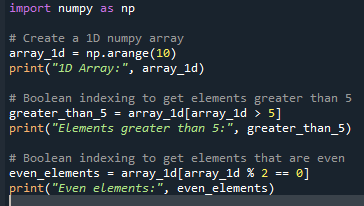 import numpy as np
# Create a 1D numpy array
array_1d = np.arange(10)
print("1D Array:", array_1d)
# Boolean indexing to get elements greater than 5
greater_than_5 = array_1d[array_1d > 5]
print("Elements greater than 5:", greater_than_5)
# Boolean indexing to get elements that are even
even_elements = array_1d[array_1d % 2 == 0]
print("Even elements:", even_elements)